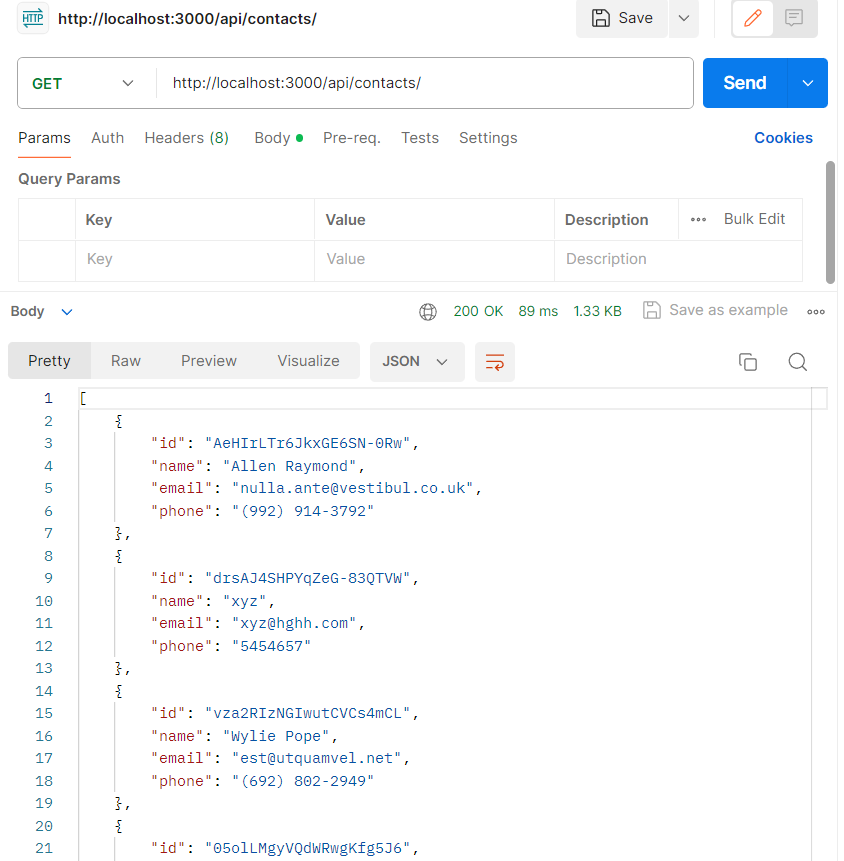 HTTP http://localhost:3000/api/contacts/ Save
GET http://localhost:3000/api/contacts/ Send
Params Auth Headers (8) Body Pre-req. Tests Settings Cookies
Query Params
Key Value Description Bulk Edit
Key Value Description
Body 200 OK 89 ms 1.33 KB Save as example
Pretty Raw Preview Visualize JSON
1 [
2 {
3 "id": "AeHIrLTr6JkxGE6SN-0Rw",
4 "name": "Allen Raymond",
5 "email": "nulla.ante@vestibul.co.uk",
6 "phone": "(992) 914-3792"
7 },
8 {
9 "id": "drsAJ4SHPYqZeG-83QTVW",
10 "name": "xyz",
11 "email": "xyz@hghh.com",
12 "phone": "5454657"
13 },
14 {
15 "id": "vza2RIzNGIwutCVCs4mCL",
16 "name": "Wylie Pope",
17 "email": "est@utquamvel.net",
18 "phone": "(692) 802-2949"
19 },
20 {
21 "id": "05olLMgyVQdWRwgKfg5J6",